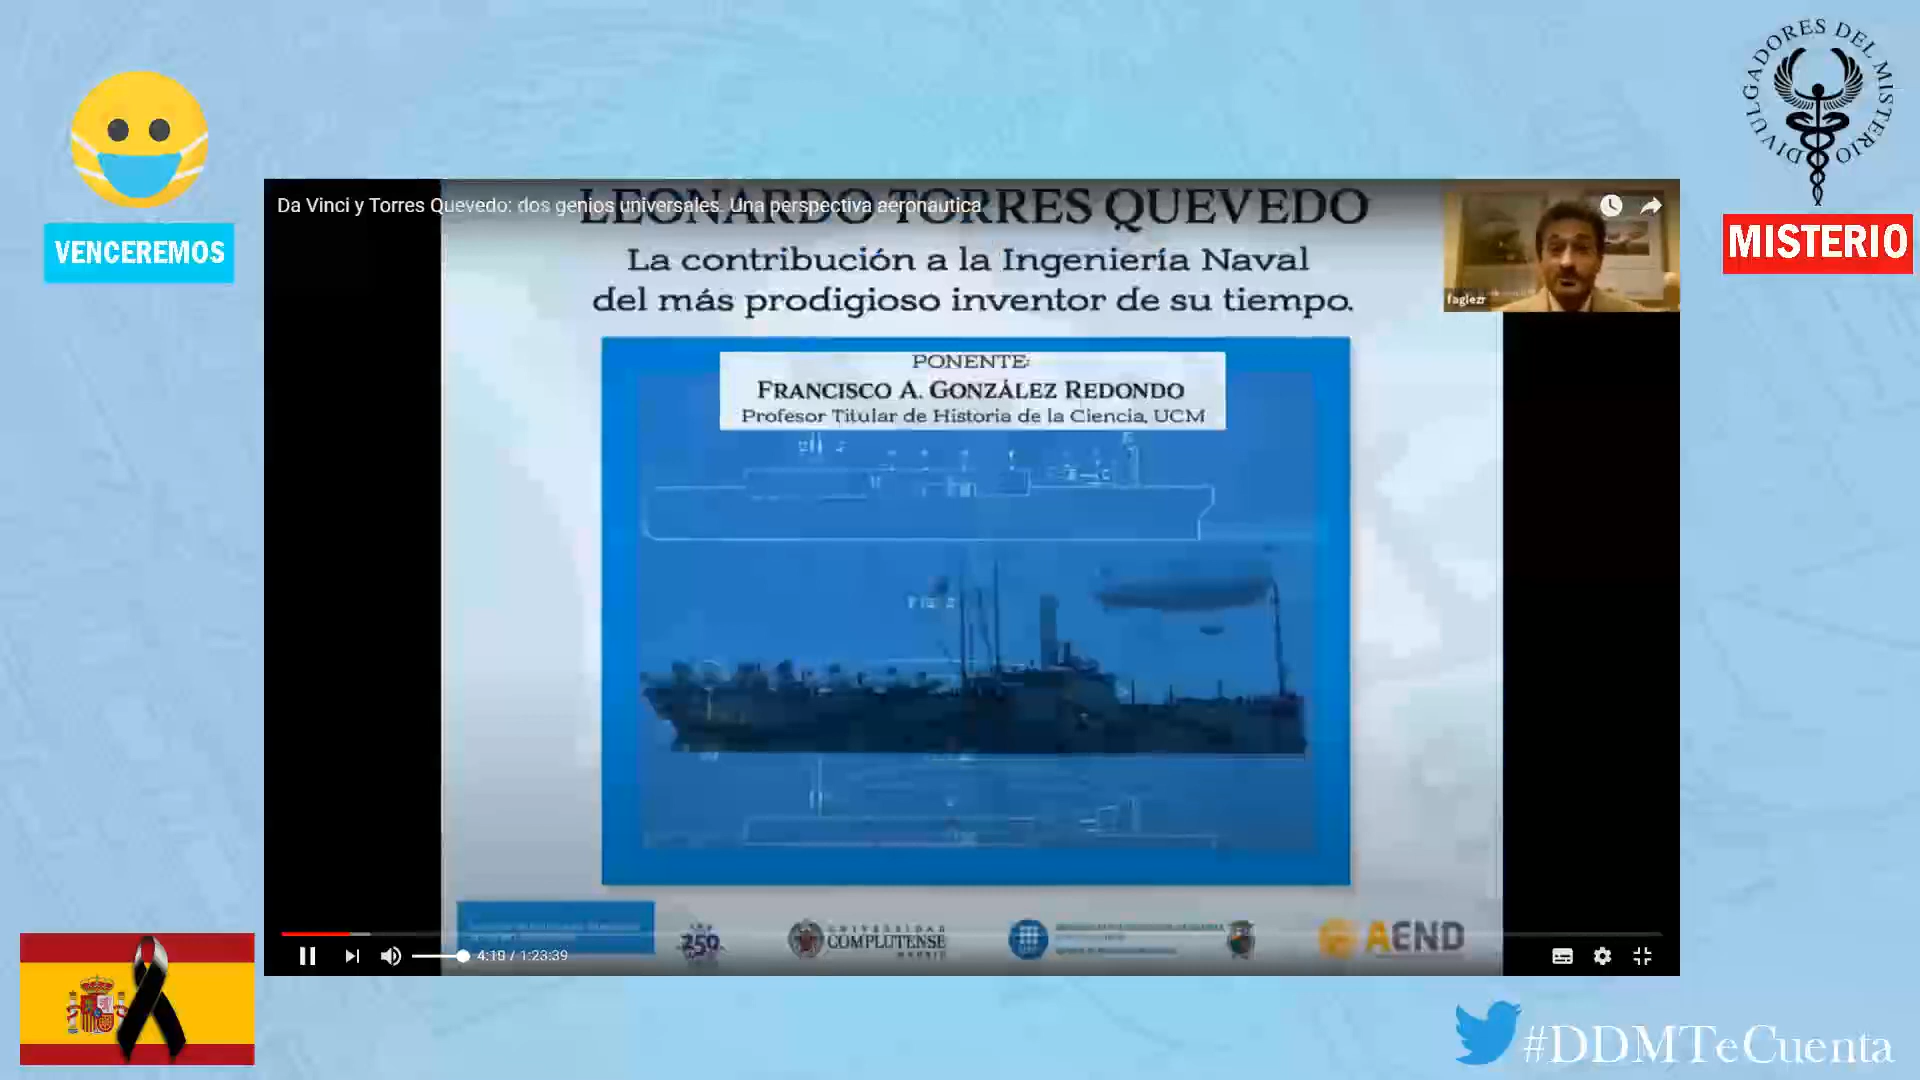 DIVULGADORES DEL MISTERIO
VENCEREMOS
MISTERIO
Da Vinci y Torres Quevedo: dos genios universales. Una perspectiva aeronautica
LEONARDO TORRES QUEVEDO
La contribución a la Ingeniería Naval
del más prodigioso inventor de su tiempo.
faglezr
PONENTE:
FRANCISCO A. GONZÁLEZ REDONDO
Profesor Titular de Historia de la Ciencia, UCM
250
UNIVERSIDAD
COMPLUTENSE
MADRID
AEND
4:19 / 1:23:39
#DDMTeCuenta